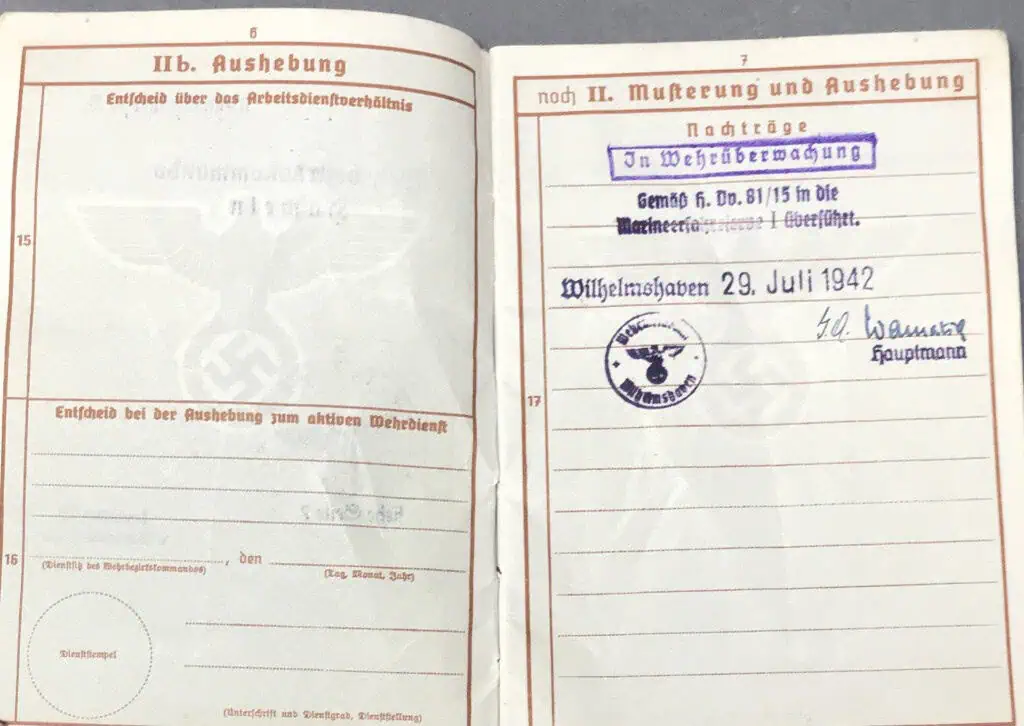 6
IIb. Aushebung
Entscheid über das Arbeitsdienstverhältnis
15
Entscheid bei der Aushebung zum aktiven Wehrdienst
16
, den
(Dienstsitz des Wehrbezirkskommandos)
(Tag, Monat, Jahr)
Dienststempel
(Unterschrift und Dienstgrad, Dienststellung)
7
noch II. Musterung und Aushebung
Nachträge
In Wehrüberwachung
Gemäß H. Dv. 81/15 in die
Marineersatzreserve I überführt.
Wilhelmshaven 29. Juli 1942
Hauptmann
Wilhelmshaven
17